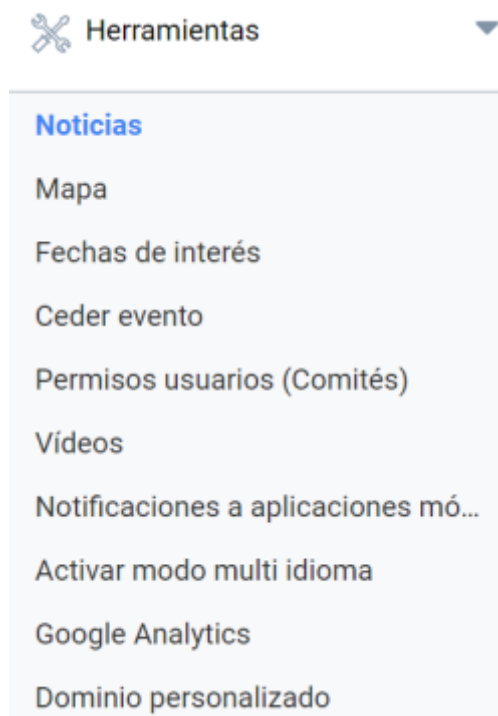 Herramientas
Noticias
Mapa
Fechas de interés
Ceder evento
Permisos usuarios (Comités)
Vídeos
Notificaciones a aplicaciones mó...
Activar modo multi idioma
Google Analytics
Dominio personalizado